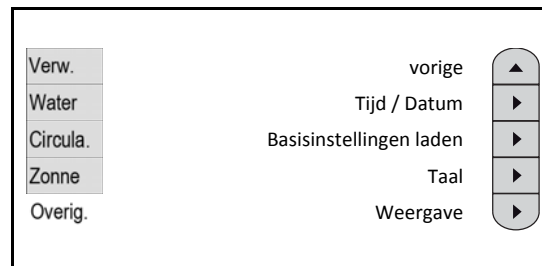 Verw. vorige
Water Tijd / Datum
Circula. Basisinstellingen laden
Zonne Taal
Overig. Weergave